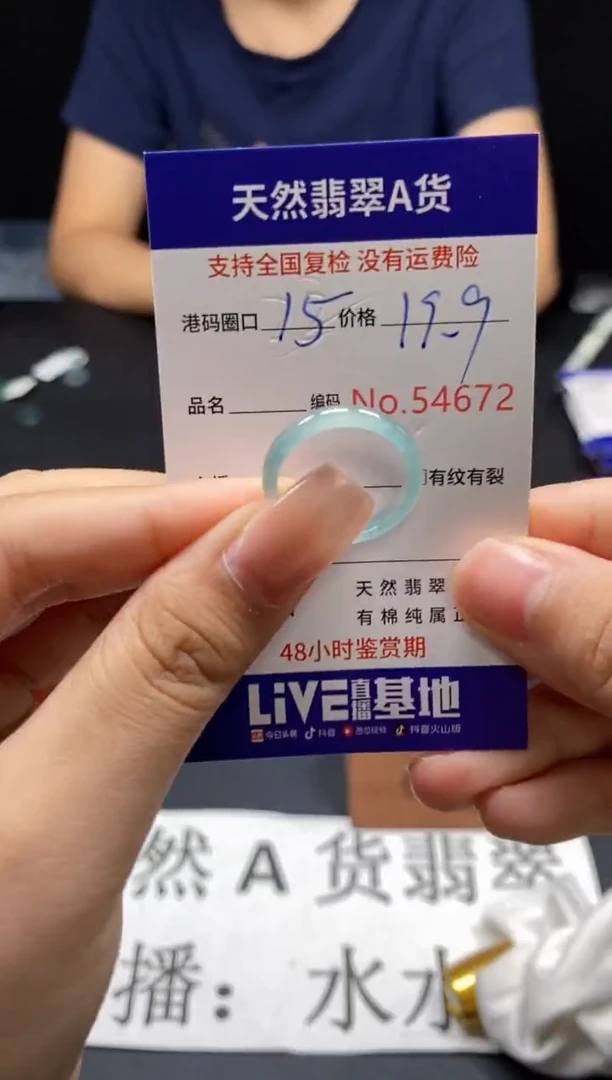 天然翡翠A货
支持全国复检 没有运费险
港码圈口 15 价格 19.9
品名 编码 No.54672
有纹有裂
天然翡翠
有棉纯属
48小时鉴赏期
LiVE直播基地
今日头条 抖音 西瓜视频 抖音火山版
然 A 货翡翠
播：水水